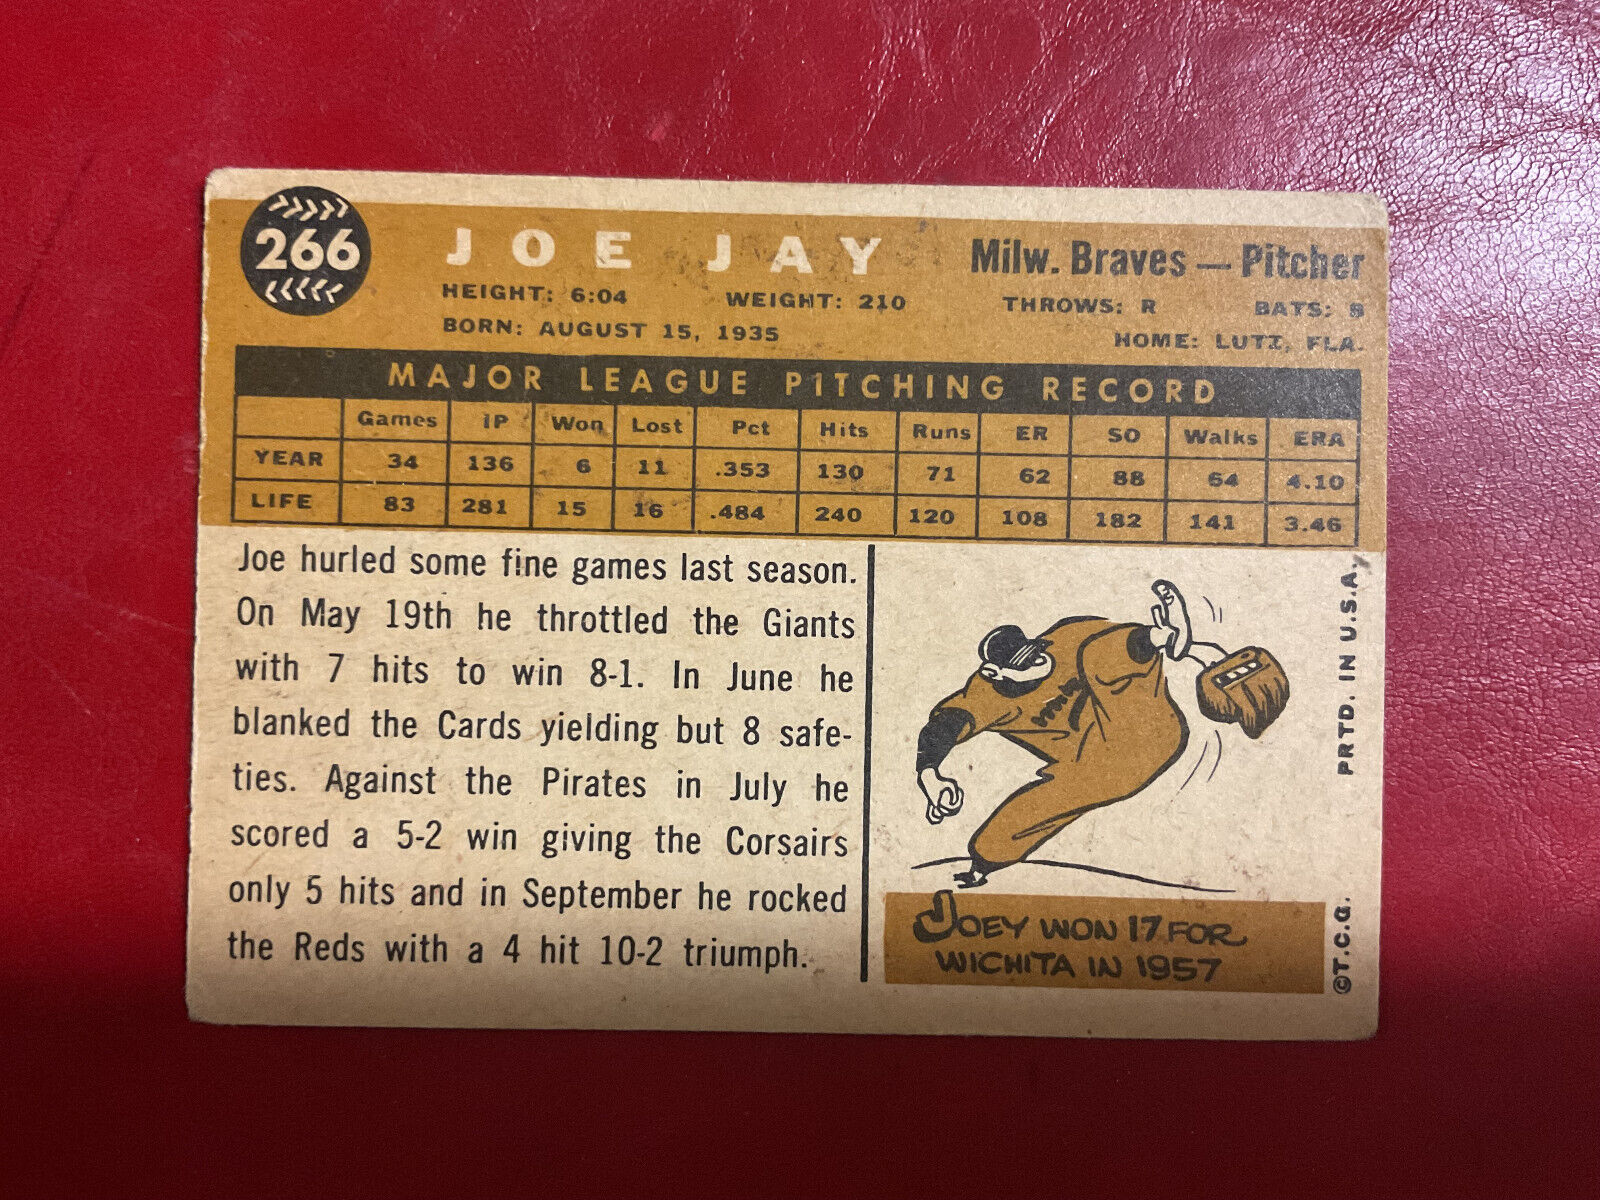 266
JOE JAY
Milw. Braves — Pitcher
HEIGHT: 6:04 WEIGHT: 210 THROWS: R BATS:
BORN: AUGUST 15, 1935 HOME: LUTZ, FLA.
MAJOR LEAGUE PITCHING RECORD
Games IP Won Lost Pct Hits Runs ER SO Walks ERA
YEAR 34 136 6 11 .353 130 71 62 88 64 4.10
LIFE 83 281 15 16 .484 240 120 108 182 141 3.46
Joe hurled some fine games last season.
On May 19th he throttled the Giants
with 7 hits to win 8-1. In June he
blanked the Cards yielding but 8 safe-
ties. Against the Pirates in July he
scored a 5-2 win giving the Corsairs
only 5 hits and in September he rocked
the Reds with a 4 hit 10-2 triumph.
JOEY WON 17 FOR
WICHITA IN 1957
©T.C.G. PRTD. IN U.S.A.